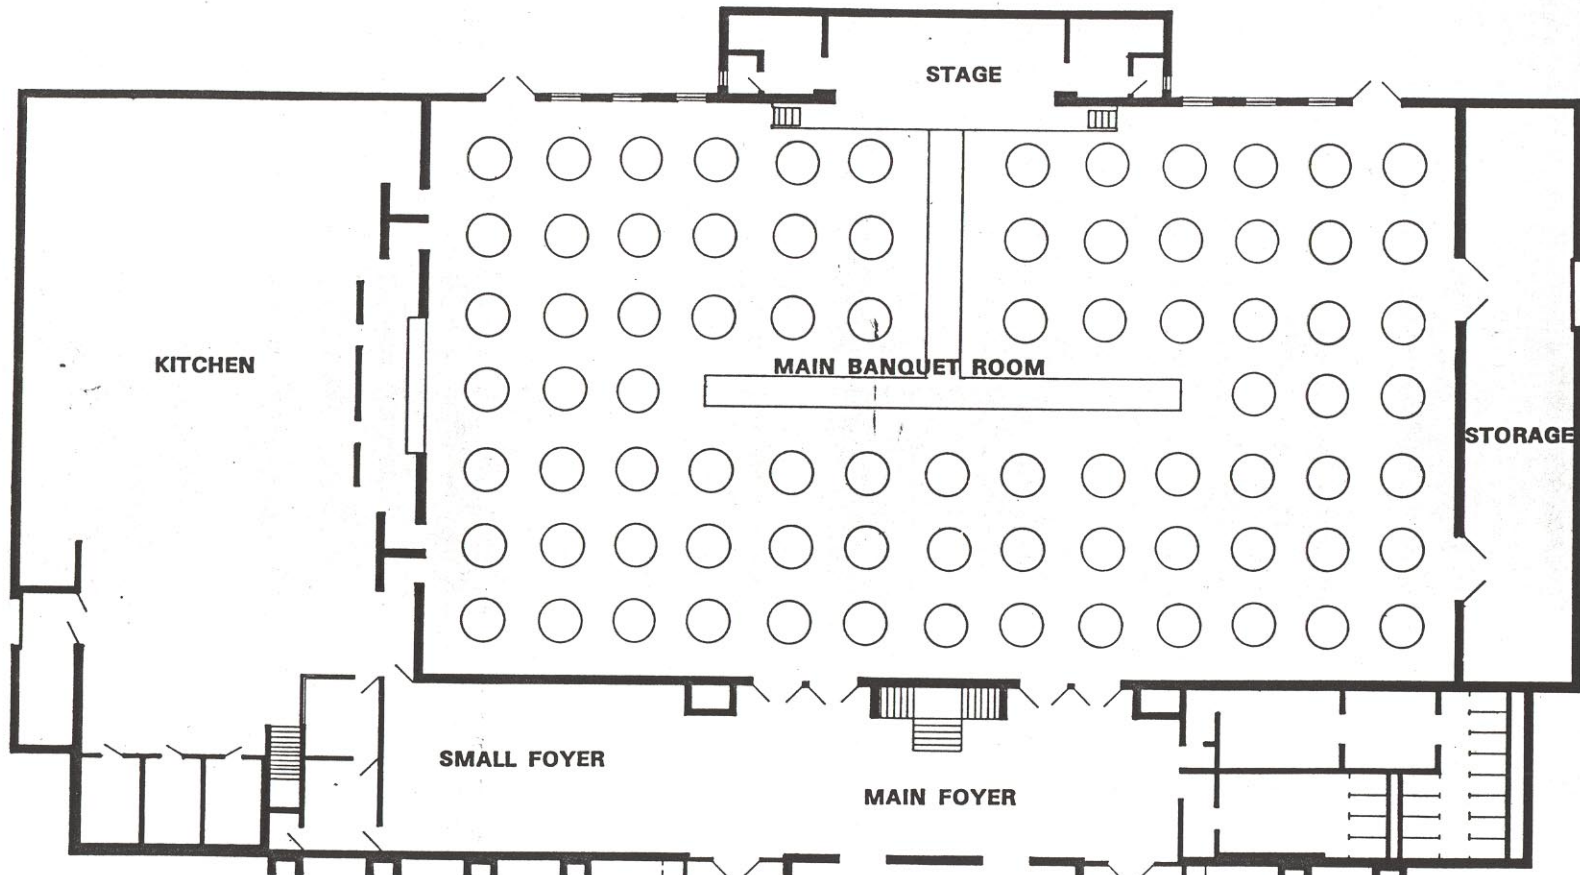 STAGE
KITCHEN
MAIN BANQUET ROOM
STORAGE
SMALL FOYER
MAIN FOYER